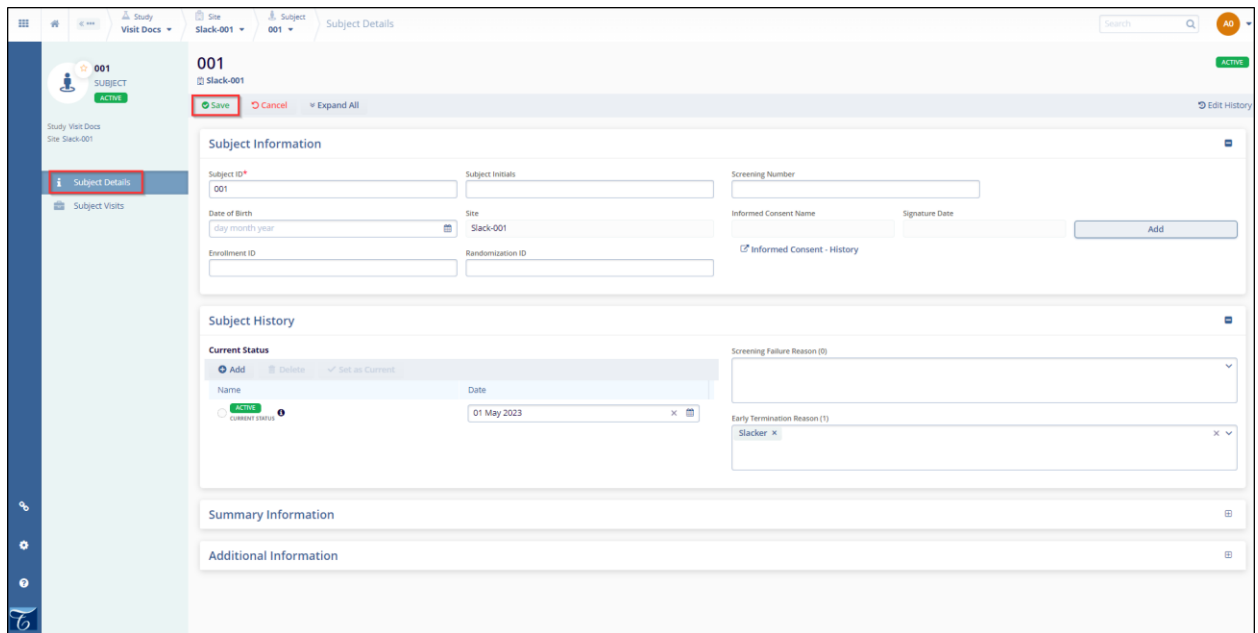 Study
Visit Docs
Site
Slack-001
Subject
001
Subject Details
Search
AO
001
SUBJECT
ACTIVE
Study Visit Docs
Site Slack-001
Subject Details
Subject Visits
001
Slack-001
ACTIVE
Save Cancel Expand All Edit History
Subject Information
Subject ID* Subject Initials Screening Number
001
Date of Birth Site Informed Consent Name Signature Date
day month year Slack-001 Add
Informed Consent - History
Enrollment ID Randomization ID
Subject History
Current Status Screening Failure Reason (0)
Add Delete Set as Current
Name Date
ACTIVE
CURRENT STATUS
01 May 2023
Early Termination Reason (1)
Slacker ×
Summary Information
Additional Information